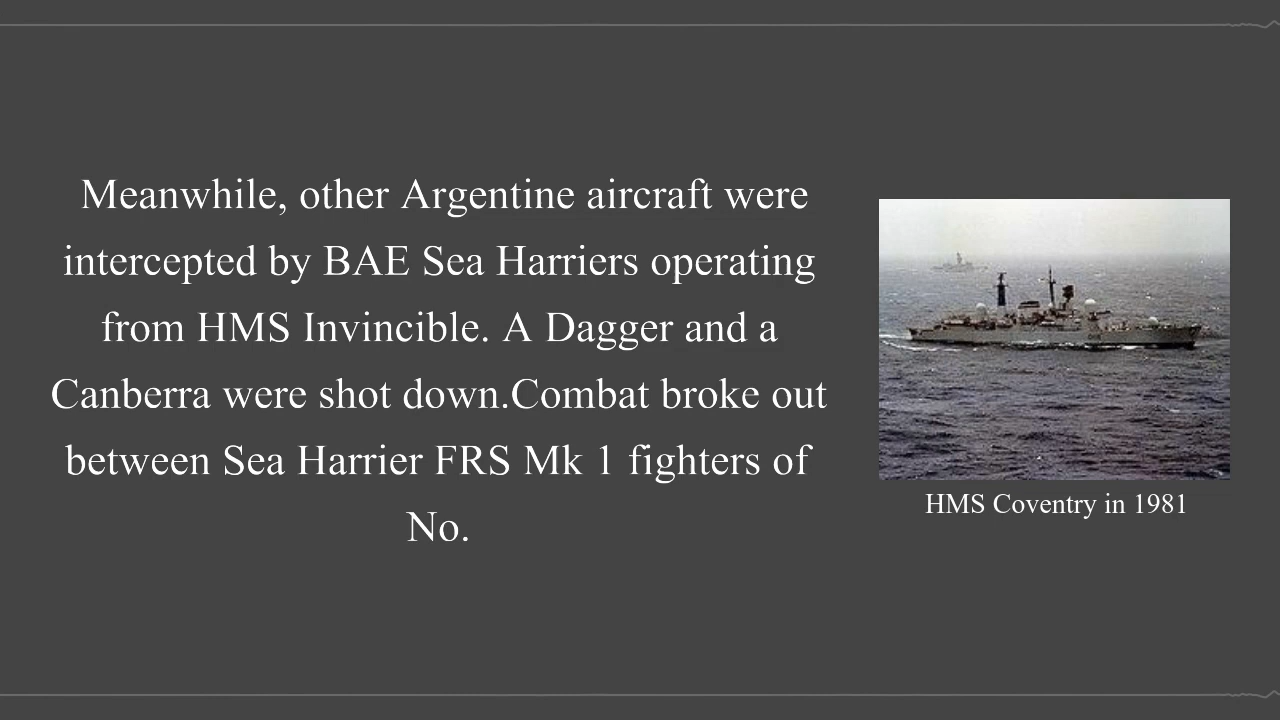 Meanwhile, other Argentine aircraft were
intercepted by BAE Sea Harriers operating
from HMS Invincible. A Dagger and a
Canberra were shot down.Combat broke out
between Sea Harrier FRS Mk 1 fighters of
No.
HMS Coventry in 1981